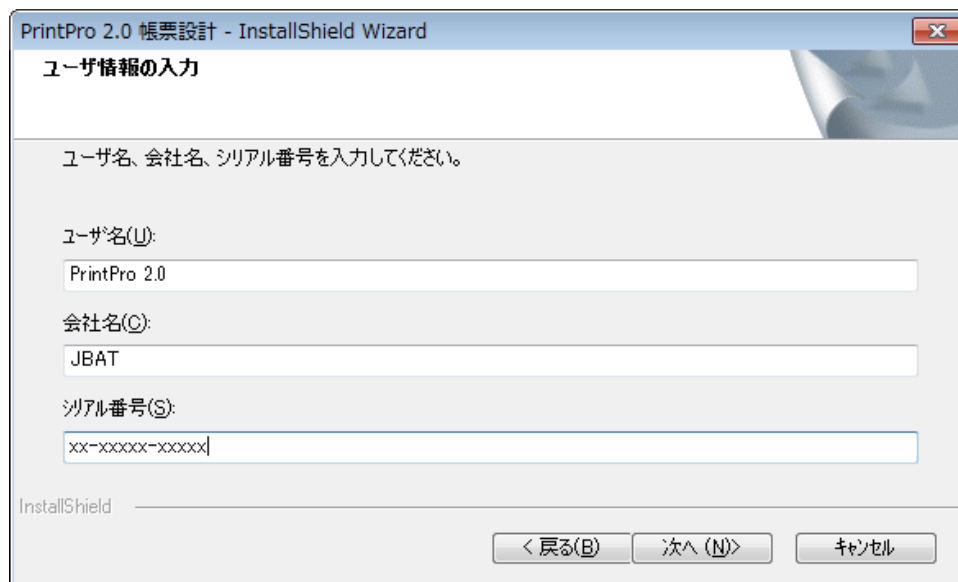 PrintPro 2.0 帳票設計 - InstallShield Wizard
ユーザ情報の入力
ユーザ名、会社名、シリアル番号を入力してください。
ユーザ名(U):
PrintPro 2.0
会社名(C):
JBAT
シリアル番号(S):
xx-xxxxx-xxxxx
InstallShield
< 戻る(B) 次へ (N)> キャンセル